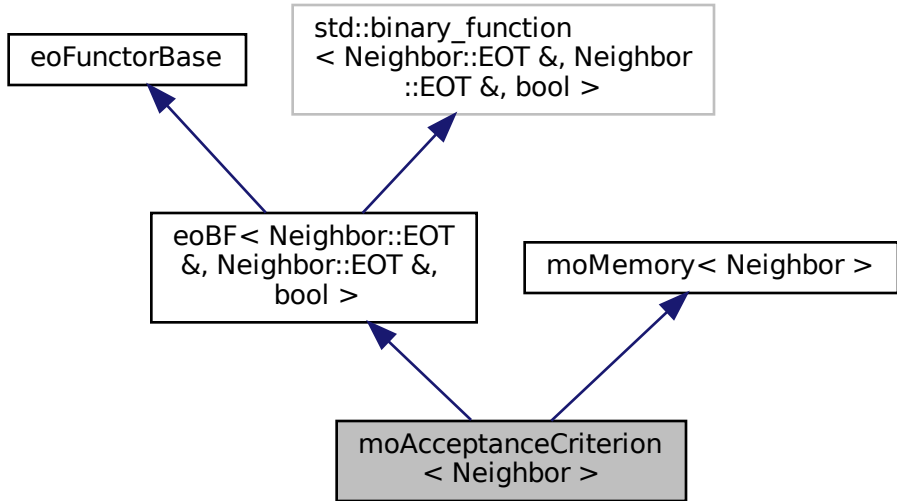 eoFunctorBase
std::binary_function
< Neighbor::EOT &, Neighbor
::EOT &, bool >
eoBF< Neighbor::EOT
&, Neighbor::EOT &,
bool >
moMemory< Neighbor >
moAcceptanceCriterion
< Neighbor >